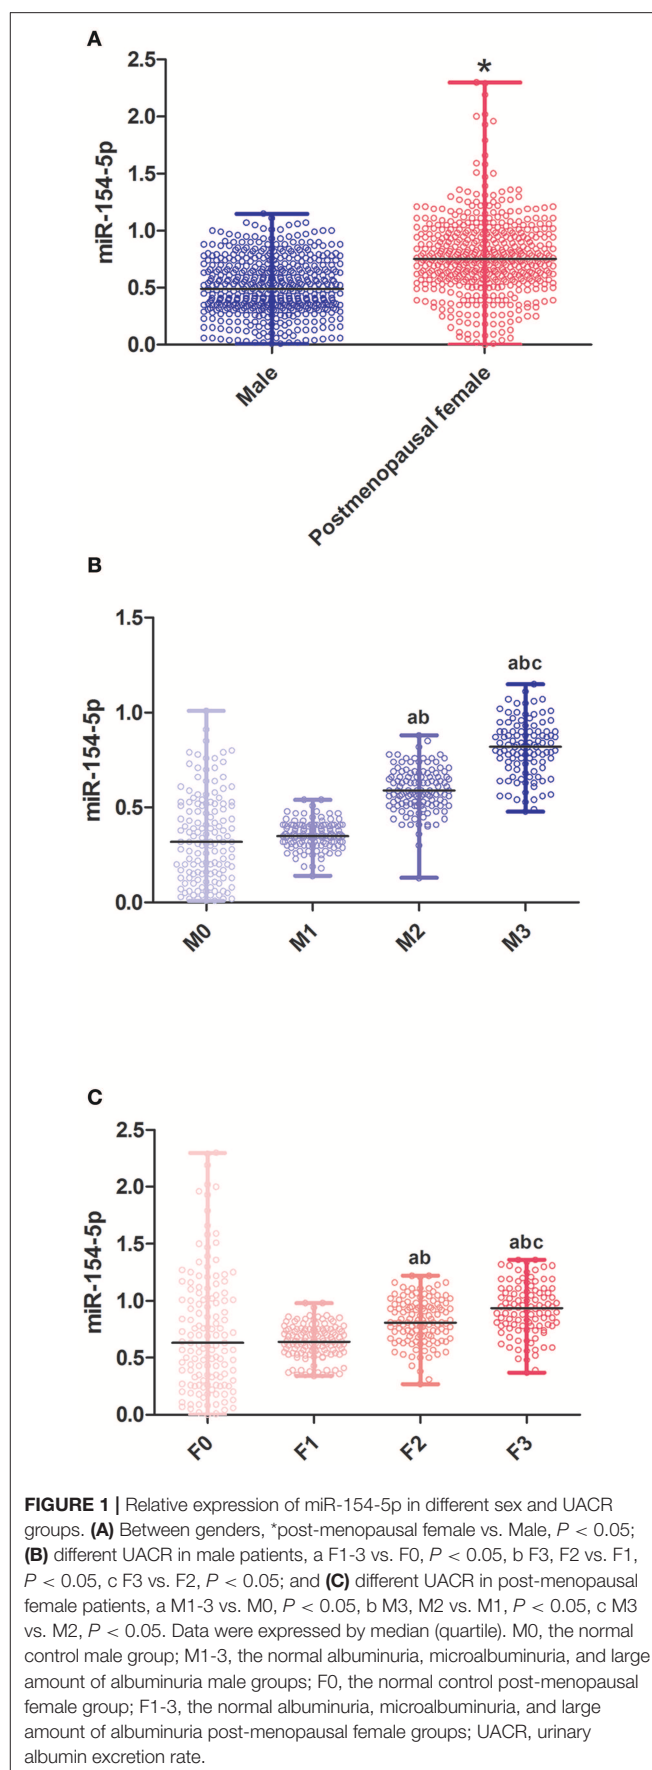 A
2.5
*
2.0
1.5
1.0
0.5
0.0
miR-154-5p
Male
Postmenopausal female
B
1.5
abc
1.0
ab
0.5
0.0
miR-154-5p
M0
M1
M2
M3
C
2.5
2.0
1.5
ab
abc
1.0
0.5
0.0
miR-154-5p
F0
F1
F2
F3
FIGURE 1 | Relative expression of miR-154-5p in different sex and UACR
groups. (A) Between genders, *post-menopausal female vs. Male, P < 0.05;
(B) different UACR in male patients, a F1-3 vs. F0, P < 0.05, b F3, F2 vs. F1,
P < 0.05, c F3 vs. F2, P < 0.05; and (C) different UACR in post-menopausal
female patients, a M1-3 vs. M0, P < 0.05, b M3, M2 vs. M1, P < 0.05, c M3
vs. M2, P < 0.05. Data were expressed by median (quartile). M0, the normal
control male group; M1-3, the normal albuminuria, microalbuminuria, and large
amount of albuminuria male groups; F0, the normal control post-menopausal
female group; F1-3, the normal albuminuria, microalbuminuria, and large
amount of albuminuria post-menopausal female groups; UACR, urinary
albumin excretion rate.